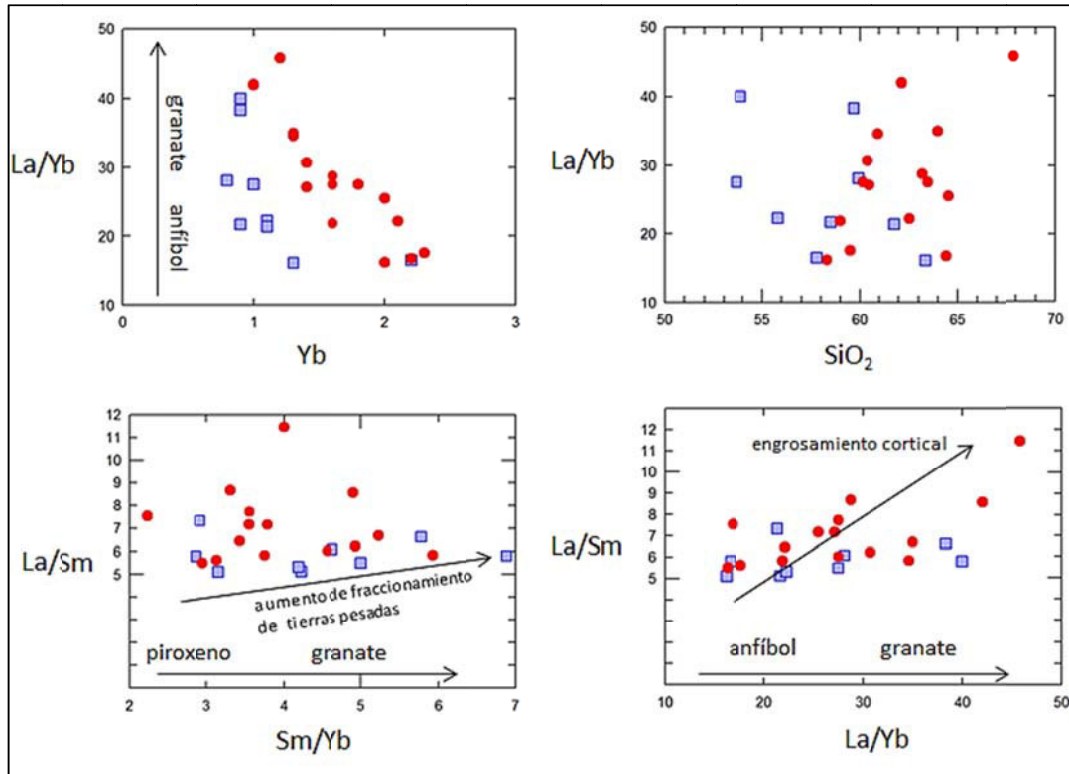 50
40
30
20
10
La/Yb
granate
anfíbol
0
1
2
3
Yb
50
40
30
20
10
La/Yb
50
55
60
65
70
SiO₂
12
11
10
9
8
7
6
5
La/Sm
aumento de fraccionamiento
de tierras pesadas
piroxeno
granate
2
3
4
5
6
7
Sm/Yb
12
11
10
9
8
7
6
5
La/Sm
engrosamiento cortical
anfíbol
granate
10
20
30
40
50
La/Yb